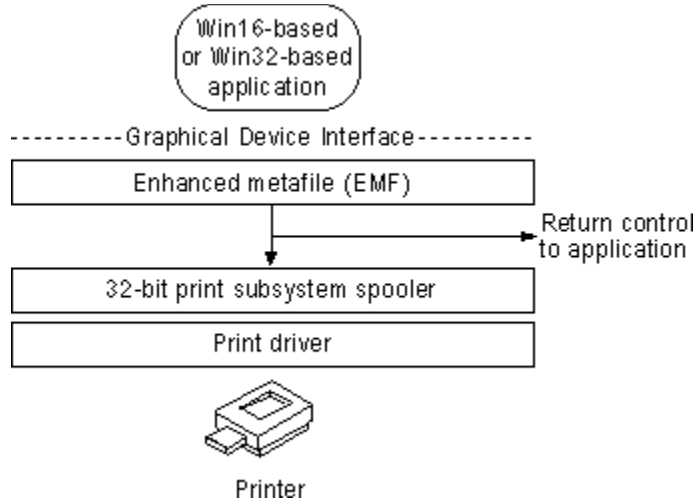 Win16-based
or Win32-based
application
Graphical Device Interface
Enhanced metafile (EMF)
Return control
to application
32-bit print subsystem spooler
Print driver
Printer